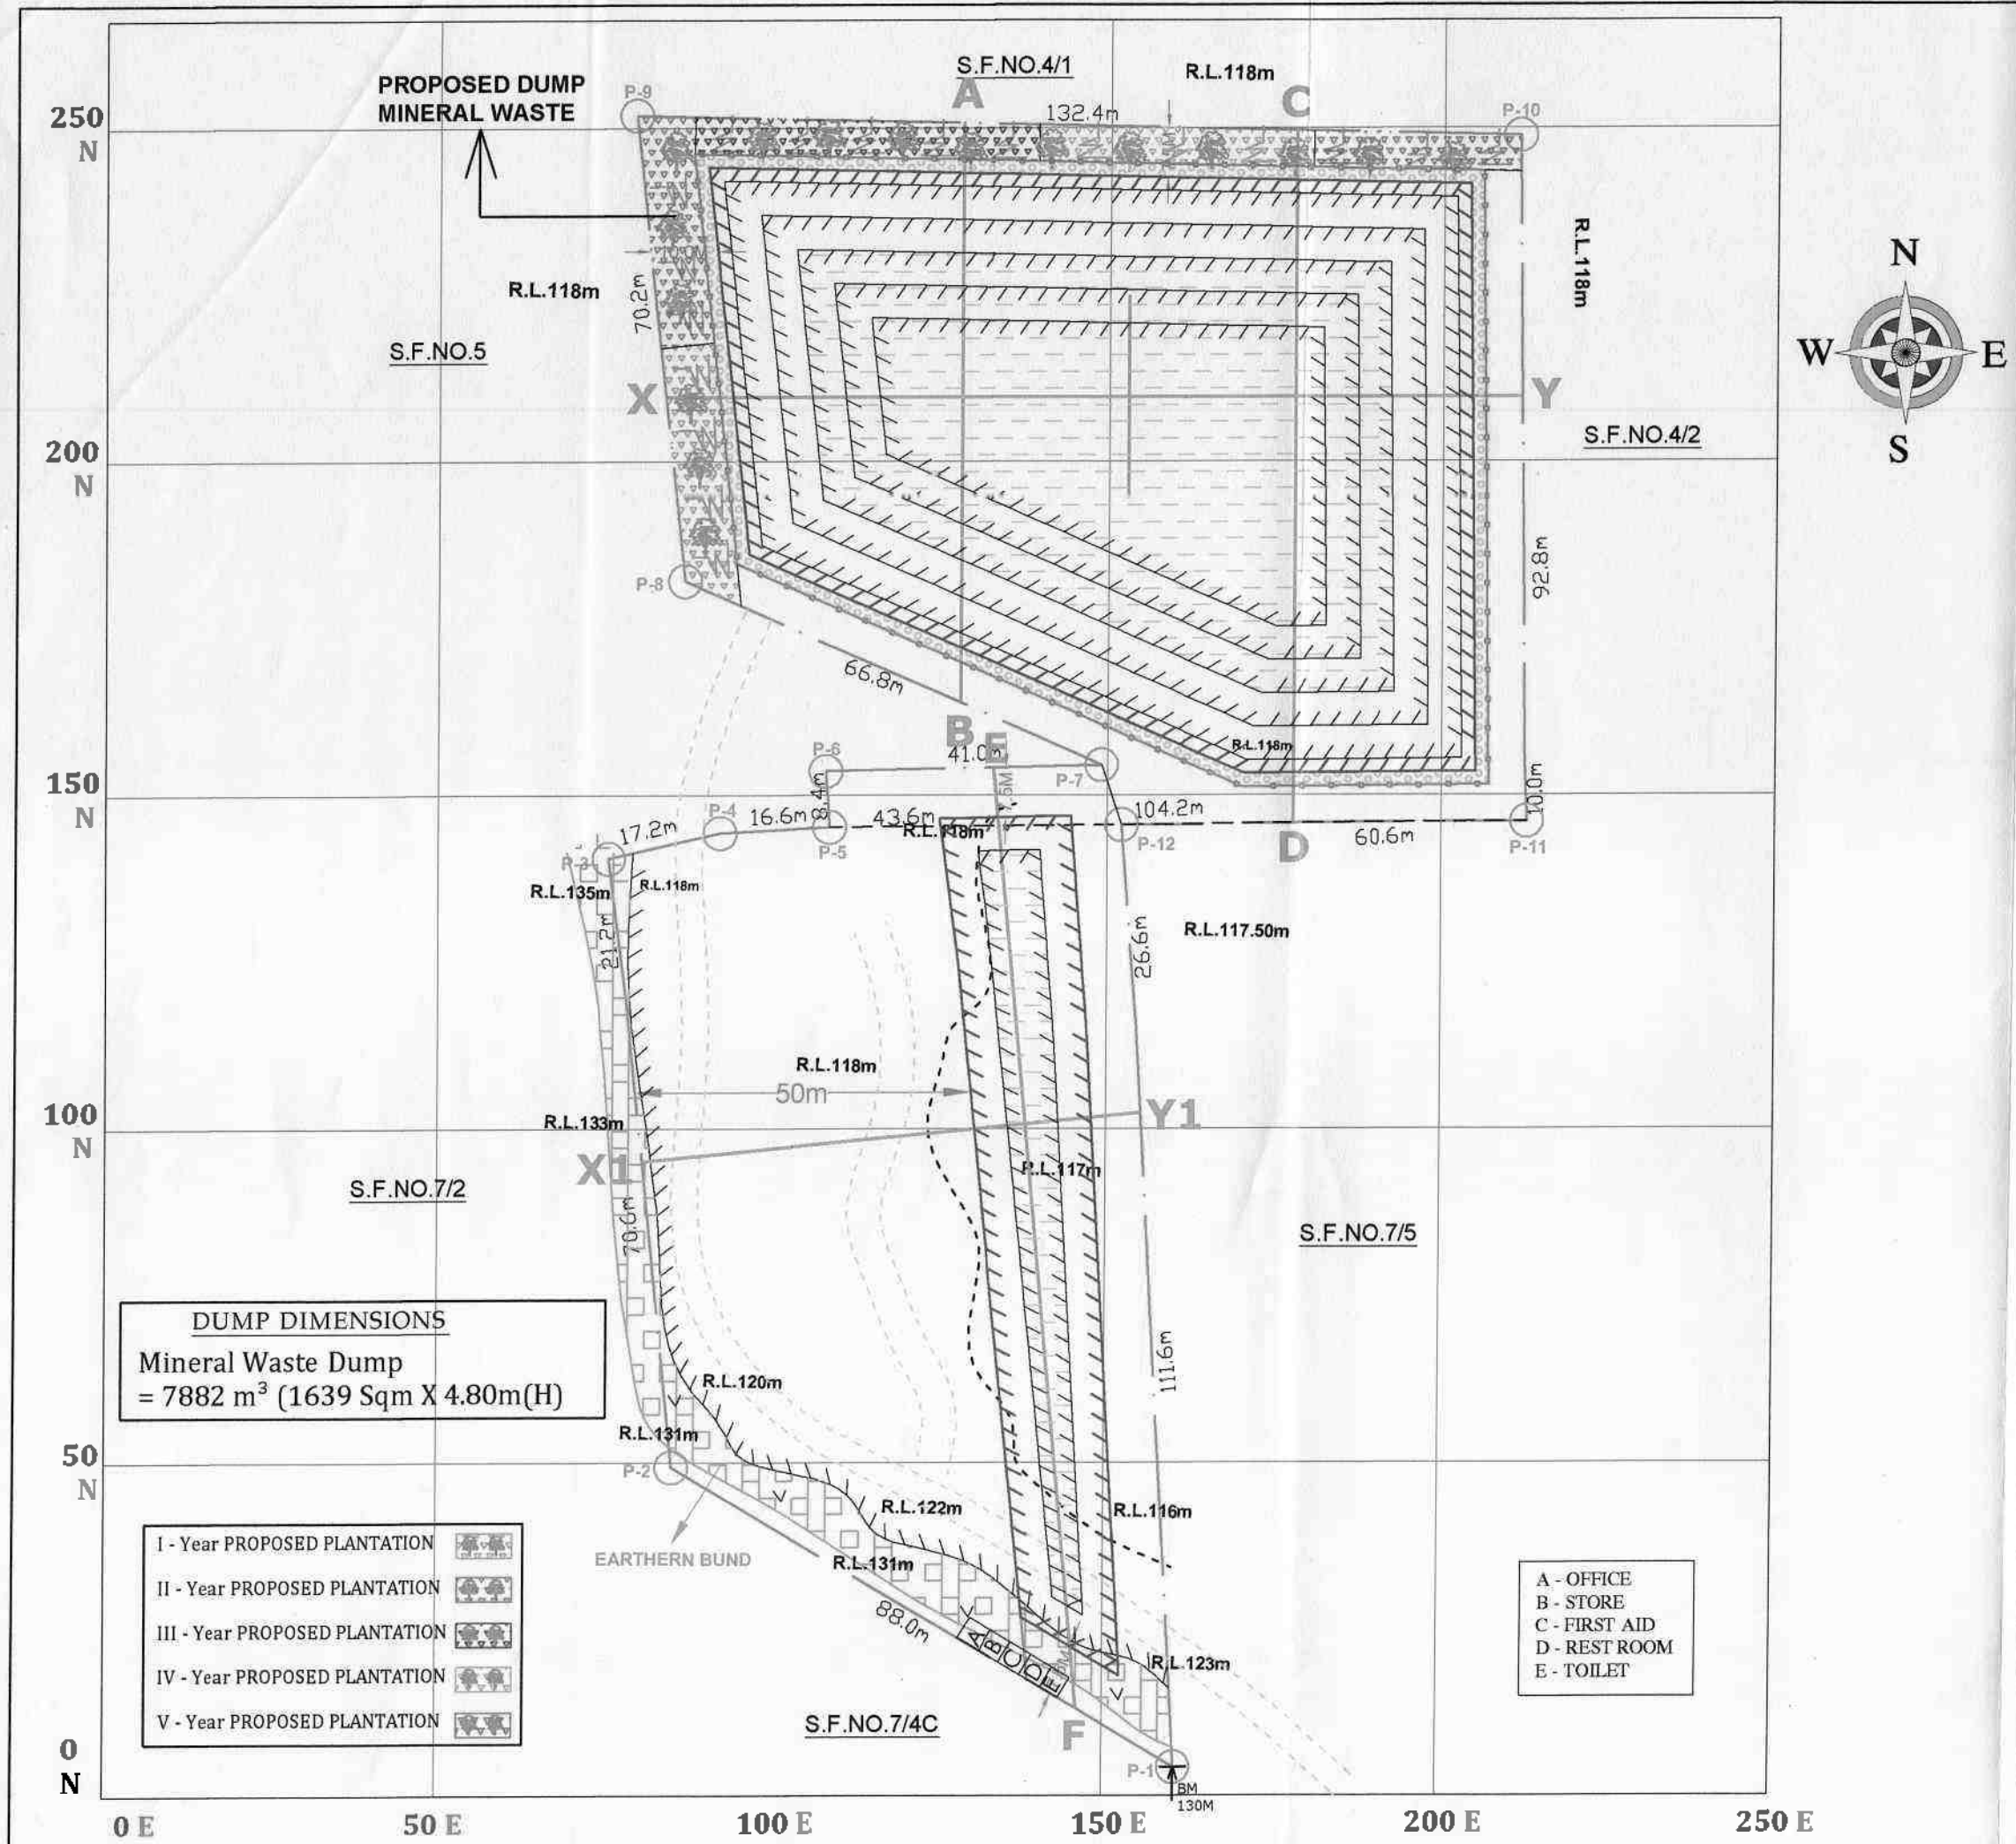 S.F.NO.4/1
R.L.118m
PROPOSED DUMP
MINERAL WASTE
P-9
A
132.4m
C
P-10
250
N
R.L.118m
70.2m
R.L.118m
S.F.NO.5
N
W
E
S
X
Y
S.F.NO.4/2
200
N
92.8m
P-8
66.8m
B
E
R.L.118m
P-6
41.0
P-7
150
N
8.4m
10.0m
P-4
16.6m
43.6m
104.2m
17.2m
R.L.118m
P-5
P-12
D
60.6m
P-11
P-3
R.L.135m
R.L.118m
21.2m
26.6m
R.L.117.50m
R.L.118m
50m
100
N
R.L.133m
Y1
X1
R.L.117m
S.F.NO.7/2
70.6m
S.F.NO.7/5
DUMP DIMENSIONS
Mineral Waste Dump
= 7882 m³ (1639 Sqm X 4.80m(H)
111.6m
R.L.120m
R.L.131m
50
N
P-2
R.L.122m
R.L.116m
EARTHERN BUND
R.L.131m
I - Year PROPOSED PLANTATION
II - Year PROPOSED PLANTATION
III - Year PROPOSED PLANTATION
IV - Year PROPOSED PLANTATION
V - Year PROPOSED PLANTATION
88.0m
A B C D E
R.L.123m
A - OFFICE
B - STORE
C - FIRST AID
D - REST ROOM
E - TOILET
S.F.NO.7/4C
F
0
N
P-1
BM
130M
0 E
50 E
100 E
150 E
200 E
250 E